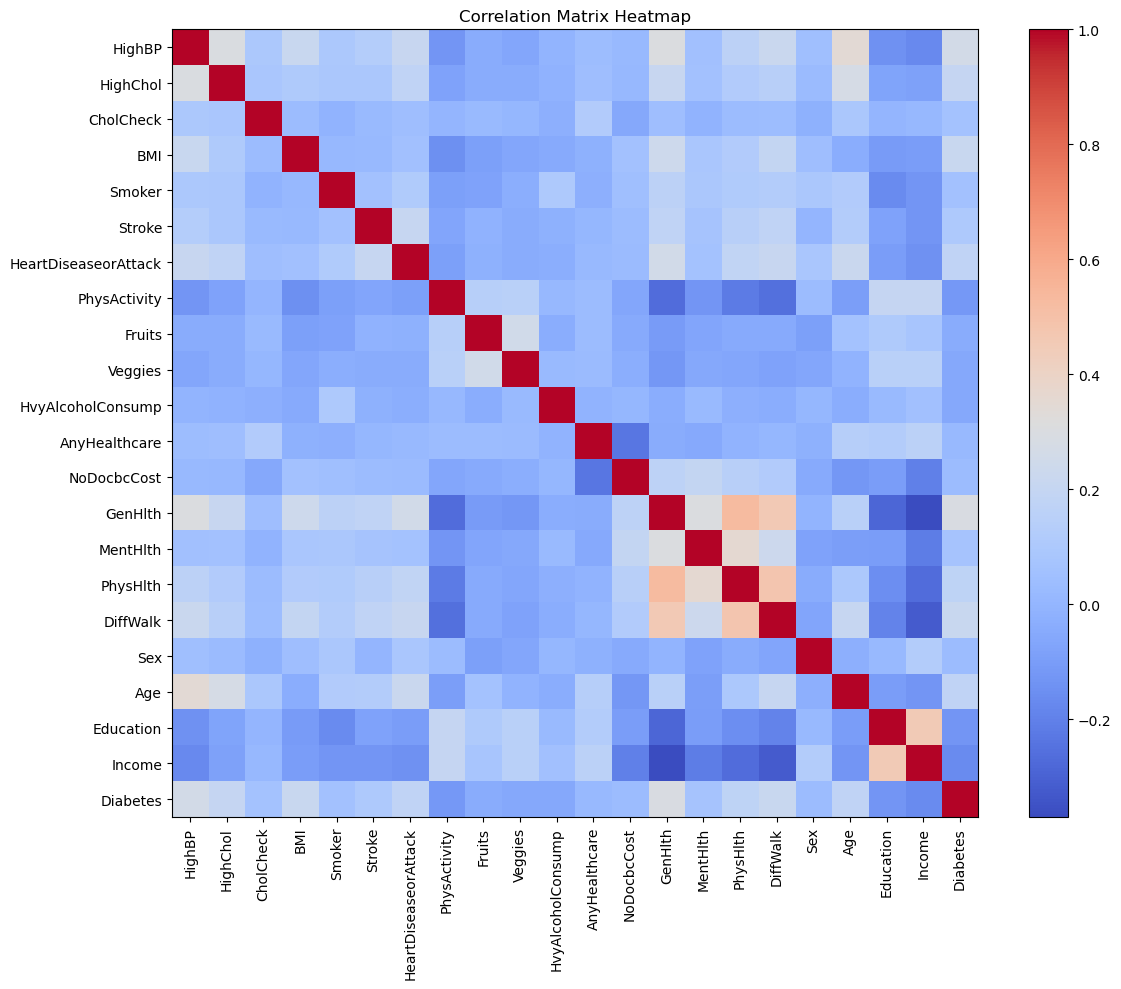 Correlation Matrix Heatmap
HighBP
HighChol
CholCheck
BMI
Smoker
Stroke
HeartDiseaseorAttack
PhysActivity
Fruits
Veggies
HvyAlcoholConsump
AnyHealthcare
NoDocbcCost
GenHlth
MentHlth
PhysHlth
DiffWalk
Sex
Age
Education
Income
Diabetes
HighBP
HighChol
CholCheck
BMI
Smoker
Stroke
HeartDiseaseorAttack
PhysActivity
Fruits
Veggies
HvyAlcoholConsump
AnyHealthcare
NoDocbcCost
GenHlth
MentHlth
PhysHlth
DiffWalk
Sex
Age
Education
Income
Diabetes
1.0
0.8
0.6
0.4
0.2
0.0
−0.2